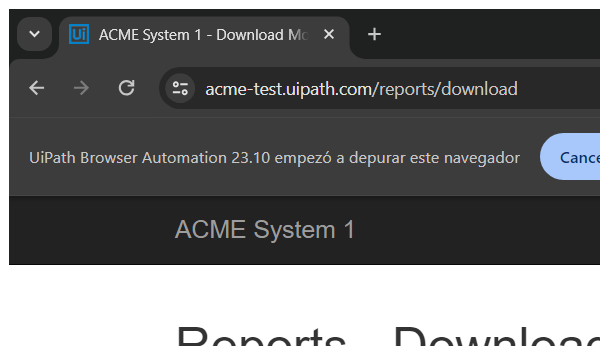 Ui ACME System 1 - Download Mo
acme-test.uipath.com/reports/download
UiPath Browser Automation 23.10 empezó a depurar este navegador Cance
ACME System 1
Reports - Download